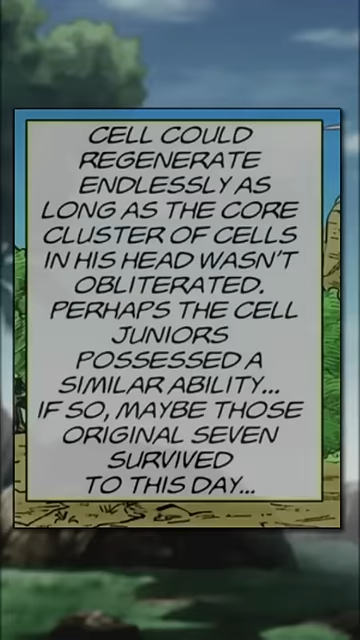 CELL COULD
REGENERATE
ENDLESSLY AS
LONG AS THE CORE
CLUSTER OF CELLS
IN HIS HEAD WASN'T
OBLITERATED.
PERHAPS THE CELL
JUNIORS
POSSESSED A
SIMILAR ABILITY...
IF SO, MAYBE THOSE
ORIGINAL SEVEN
SURVIVED
TO THIS DAY...